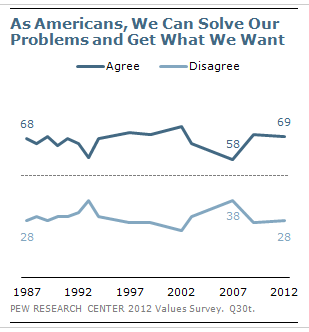 As Americans, We Can Solve Our
Problems and Get What We Want
Agree Disagree
68 69
58
38
28 28
1987 1992 1997 2002 2007 2012
PEW RESEARCH CENTER 2012 Values Survey. Q30t.